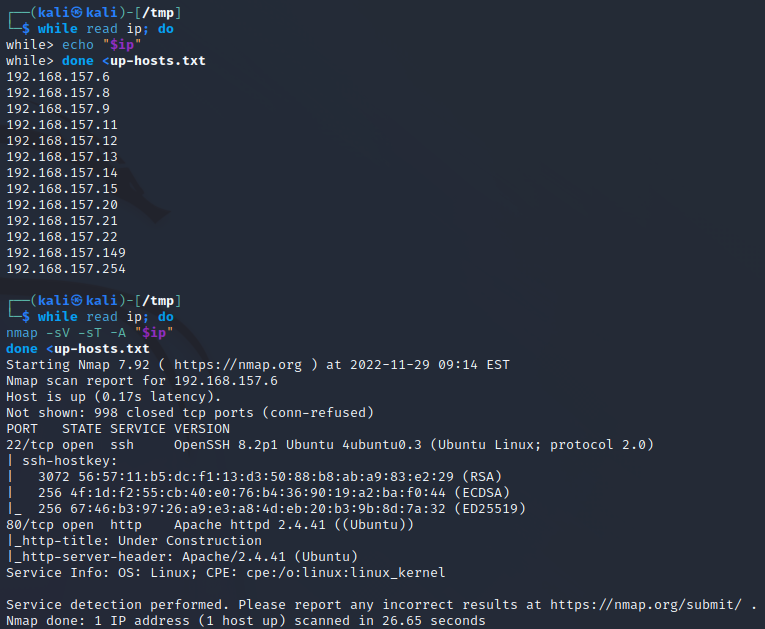 ┌──(kali㉿kali)-[/tmp]
└─$ while read ip; do
while> echo "$ip"
while> done <up-hosts.txt
192.168.157.6
192.168.157.8
192.168.157.9
192.168.157.11
192.168.157.12
192.168.157.13
192.168.157.14
192.168.157.15
192.168.157.20
192.168.157.21
192.168.157.22
192.168.157.149
192.168.157.254
┌──(kali㉿kali)-[/tmp]
└─$ while read ip; do
nmap -sV -sT -A "$ip"
done <up-hosts.txt
Starting Nmap 7.92 ( https://nmap.org ) at 2022-11-29 09:14 EST
Nmap scan report for 192.168.157.6
Host is up (0.17s latency).
Not shown: 998 closed tcp ports (conn-refused)
PORT   STATE SERVICE VERSION
22/tcp open  ssh     OpenSSH 8.2p1 Ubuntu 4ubuntu0.3 (Ubuntu Linux; protocol 2.0)
| ssh-hostkey:
|   3072 56:57:11:b5:dc:f1:13:d3:50:88:b8:ab:a9:83:e2:29 (RSA)
|   256 4f:1d:f2:55:cb:40:e0:76:b4:36:90:19:a2:ba:f0:44 (ECDSA)
|_  256 67:46:b3:97:26:a9:e3:a8:4d:eb:20:b3:9b:8d:7a:32 (ED25519)
80/tcp open  http    Apache httpd 2.4.41 ((Ubuntu))
|_http-title: Under Construction
|_http-server-header: Apache/2.4.41 (Ubuntu)
Service Info: OS: Linux; CPE: cpe:/o:linux:linux_kernel
Service detection performed. Please report any incorrect results at https://nmap.org/submit/ .
Nmap done: 1 IP address (1 host up) scanned in 26.65 seconds